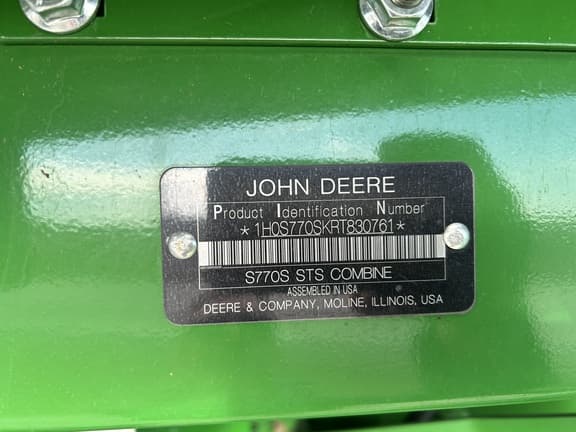 JOHN DEERE
Product Identification Number
*1H0S770SKRT830761*
S770S STS COMBINE
ASSEMBLED IN USA
DEERE & COMPANY, MOLINE, ILLINOIS, USA